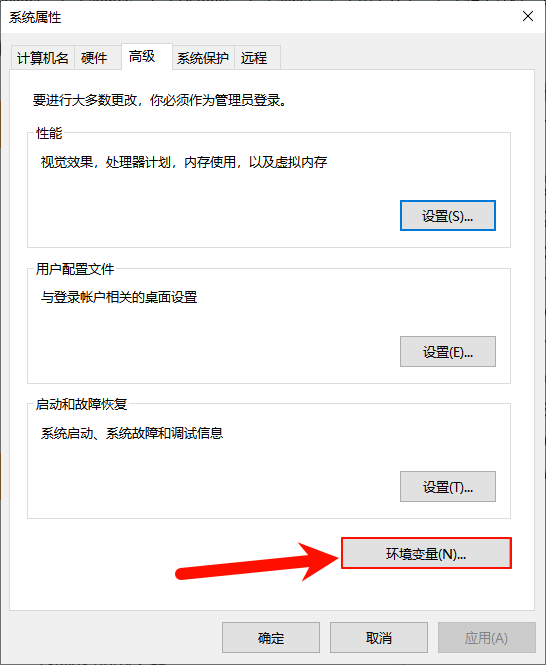 系统属性
计算机名
硬件
高级
系统保护
远程
要进行大多数更改，你必须作为管理员登录。
性能
视觉效果，处理器计划，内存使用，以及虚拟内存
设置(S)...
用户配置文件
与登录帐户相关的桌面设置
设置(E)...
启动和故障恢复
系统启动、系统故障和调试信息
设置(T)...
环境变量(N)...
确定
取消
应用(A)